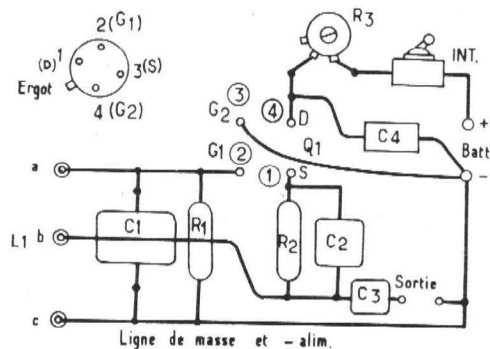 2(G1)
R3
(D) 1
3(S)
INT.
Ergot
4(G2)
3
4
G2
D
+
C4
Batt
Q1
G1 2
-
1 S
a
C1
R1
R2
C2
L1 b
C3
Sortie
c
Ligne de masse et - alim.